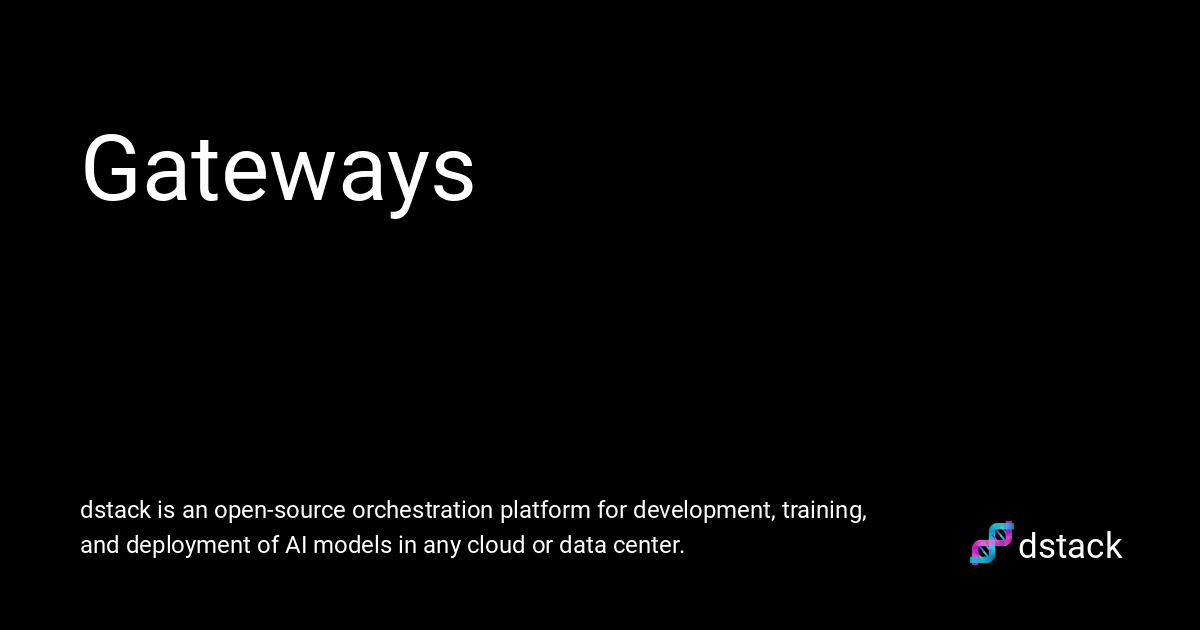 Gateways
dstack is an open-source orchestration platform for development, training,
and deployment of AI models in any cloud or data center.
dstack